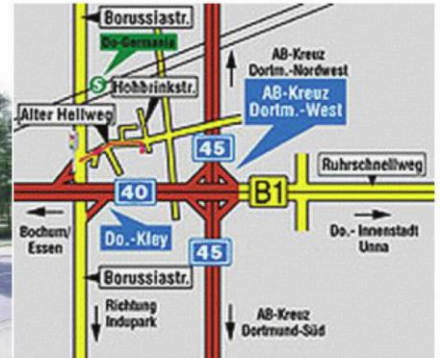 Borussiastr.
Do-Germania
S
Hohbrinkstr.
Alter Hellweg
AB-Kreuz
Dortm.-Nordwest
AB-Kreuz
Dortm.-West
45
Ruhrschnellweg
40
B1
Bochum/
Essen
Do.-Kley
45
Do.- Innenstadt
Unna
Borussiastr.
Richtung
Indupark
AB-Kreuz
Dortmund-Süd